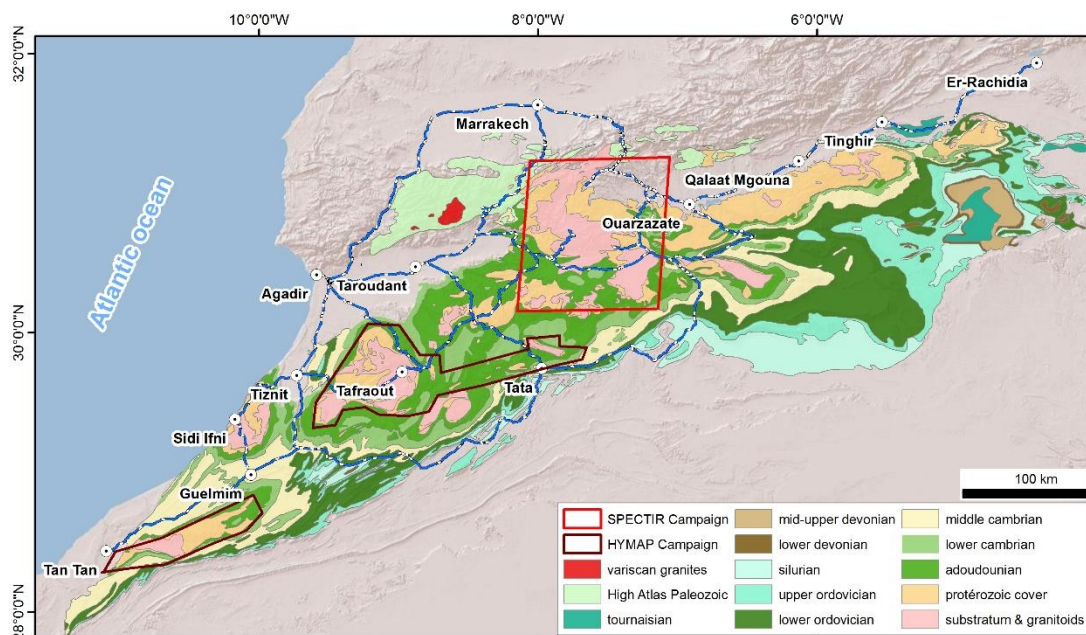 10°0'0"W
8°0'0"W
6°0'0"W
32°0'0"N
30°0'0"N
28°0'0"N
Atlantic ocean
Er-Rachidia
Marrakech
Tinghir
Qalaat Mgouna
Ouarzazate
Agadir
Taroudant
Tiznit
Tafraout
Tata
Sidi Ifni
Guelmim
Tan Tan
100 km
SPECTIR Campaign
HYMAP Campaign
variscan granites
High Atlas Paleozoic
tournaisian
mid-upper devonian
lower devonian
silurian
upper ordovician
lower ordovician
middle cambrian
lower cambrian
adoudounian
protérozoic cover
substratum & granitoids